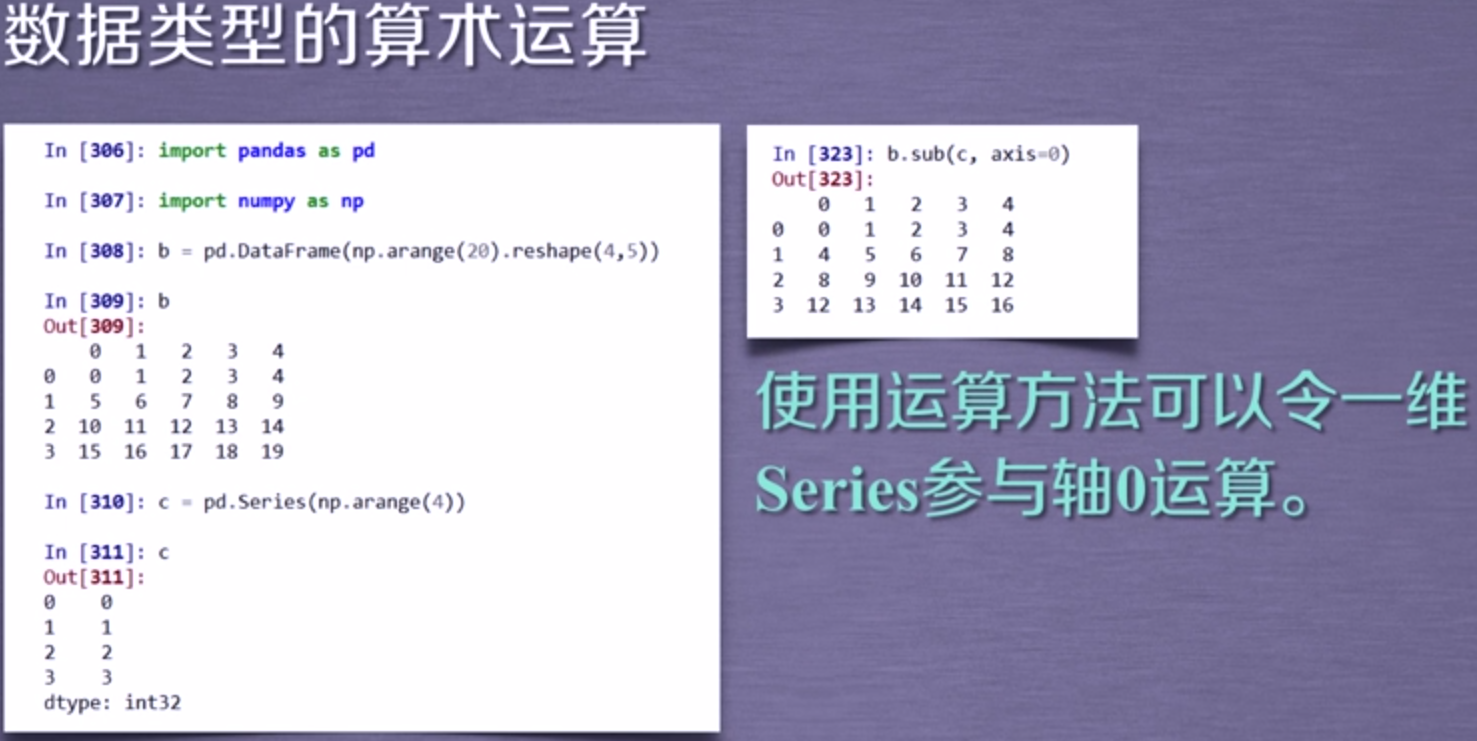 数据类型的算术运算
In [306]: import pandas as pd
In [307]: import numpy as np
In [308]: b = pd.DataFrame(np.arange(20).reshape(4,5))
In [309]: b
Out[309]:
    0   1   2   3   4
0   0   1   2   3   4
1   5   6   7   8   9
2  10  11  12  13  14
3  15  16  17  18  19
In [310]: c = pd.Series(np.arange(4))
In [311]: c
Out[311]:
0    0
1    1
2    2
3    3
dtype: int32
In [323]: b.sub(c, axis=0)
Out[323]:
    0   1   2   3   4
0   0   1   2   3   4
1   4   5   6   7   8
2   8   9  10  11  12
3  12  13  14  15  16
使用运算方法可以令一维
Series参与轴0运算。